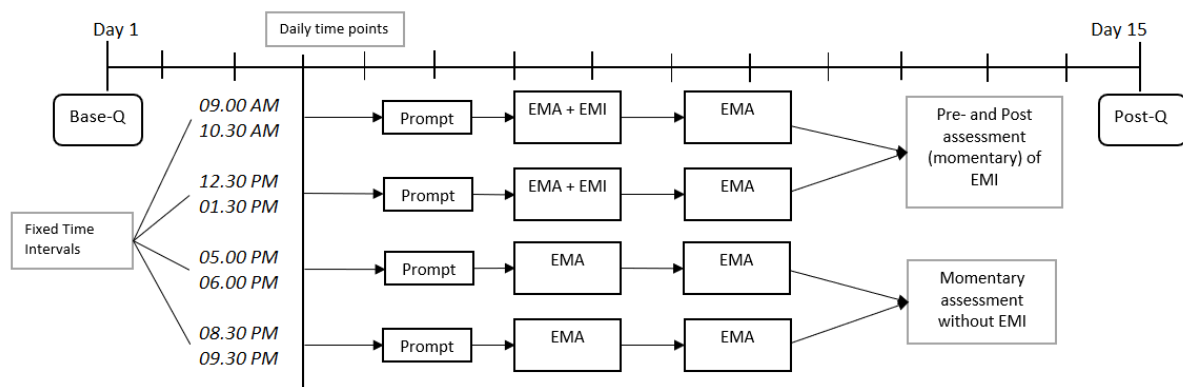 Day 1
Daily time points
Day 15
Base-Q
Post-Q
Fixed Time
Intervals
09.00 AM
10.30 AM
Prompt
EMA + EMI
EMA
12.30 PM
01.30 PM
Prompt
EMA + EMI
EMA
Pre- and Post
assessment
(momentary) of
EMI
05.00 PM
06.00 PM
Prompt
EMA
EMA
08.30 PM
09.30 PM
Prompt
EMA
EMA
Momentary
assessment
without EMI